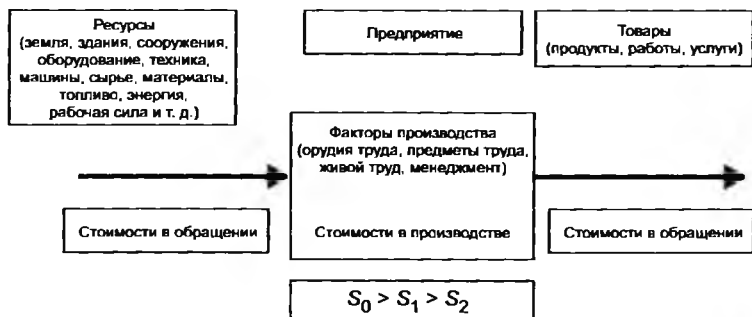 Ресурсы
(земля, здания, сооружения,
оборудование, техника,
машины, сырье, материалы,
топливо, энергия,
рабочая сила и т. д.)
Предприятие
Товары
(продукты, работы, услуги)
Факторы производства
(орудия труда, предметы труда,
живой труд, менеджмент)
Стоимости в обращении
Стоимости в производстве
Стоимости в обращении
S₀ > S₁ > S₂